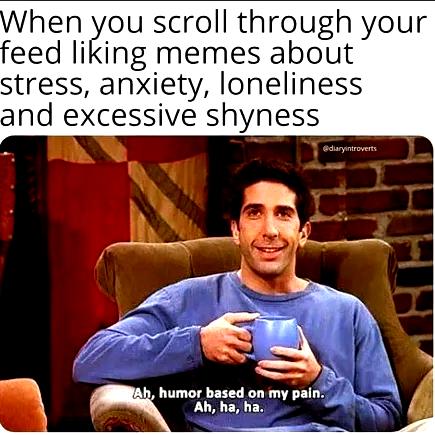 When you scroll through your
feed liking memes about
stress, anxiety, loneliness
and excessive shyness
@diaryintroverts
Ah, humor based on my pain.
Ah, ha, ha.